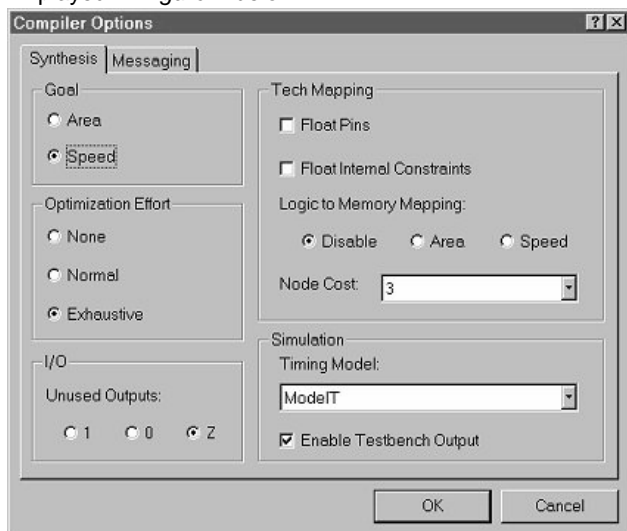 Compiler Options
Synthesis Messaging
Goal
Area
Speed
Optimization Effort
None
Normal
Exhaustive
I/O
Unused Outputs:
1 0 Z
Tech Mapping
Float Pins
Float Internal Constraints
Logic to Memory Mapping:
Disable Area Speed
Node Cost: 3
Simulation
Timing Model:
ModelT
Enable Testbench Output
OK Cancel